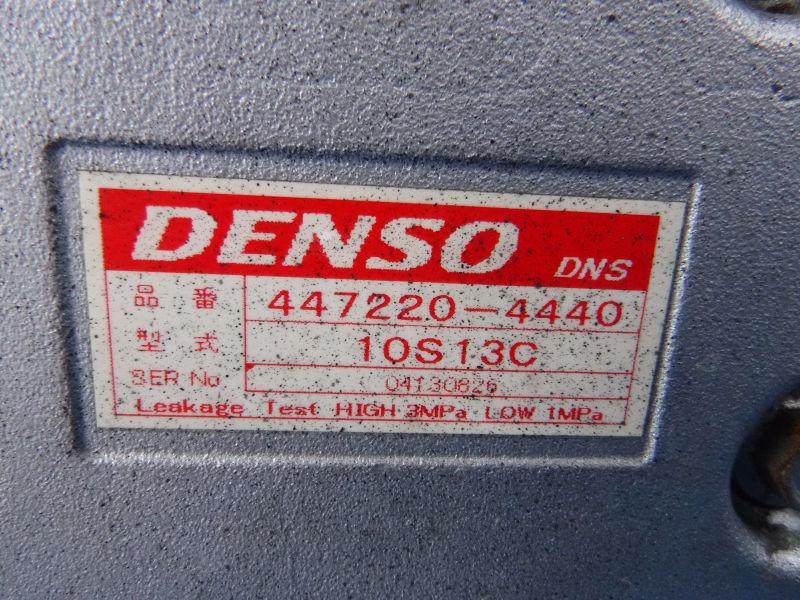 DENSO DNS
品番 447220-4440
型式 10S13C
SER No 04130826
Leakage Test HIGH 3MPa LOW 1MPa